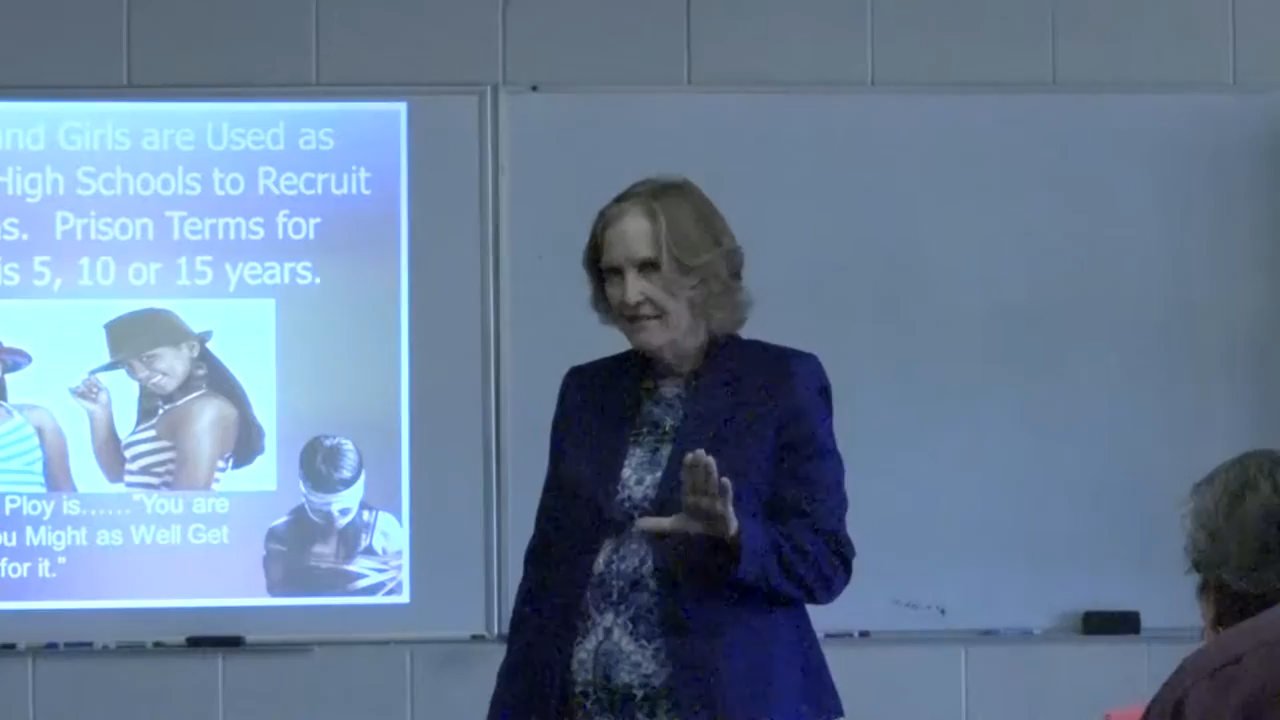 and Girls are Used as
High Schools to Recruit
s. Prison Terms for
is 5, 10 or 15 years.
Ploy is......"You are
ou Might as Well Get
for it."